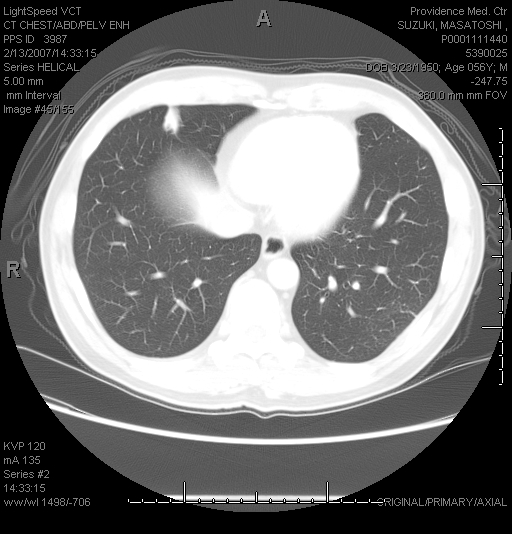 LightSpeed VCT
CT CHEST/ABD/PELV ENH
PPS ID 3987
2/13/2007/14:33:15
Series HELICAL
5.00 mm
mm Interval
Image #45/155
A
Providence Med. Ctr
SUZUKI, MASATOSHI ,
P0001111440
5390025
DOB 3/23/1950; Age 056Y; M
-247.75
360.0 mm FOV
R
KVP 120
mA 135
Series #2
14:33:15
ww/wl 1498/-706
ORIGINAL/PRIMARY/AXIAL